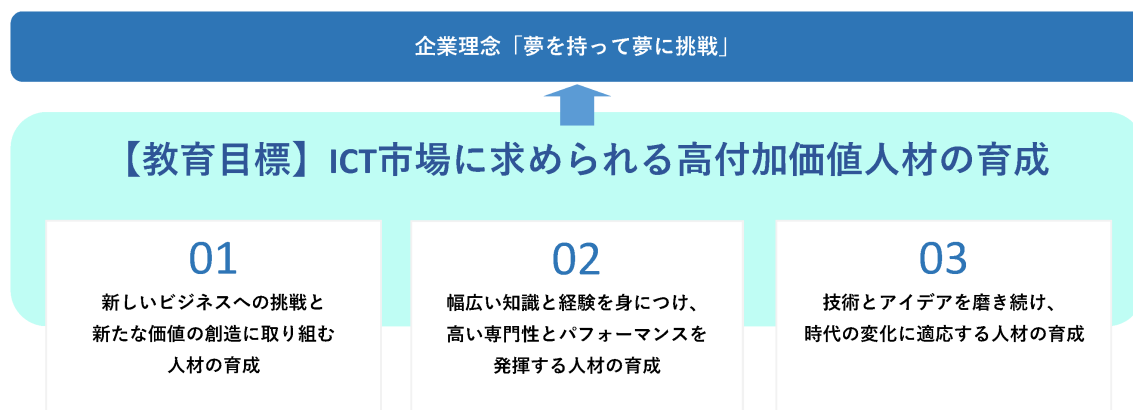 企業理念「夢を持って夢に挑戦」
【教育目標】ICT市場に求められる高付加価値人材の育成
01
新しいビジネスへの挑戦と
新たな価値の創造に取り組む
人材の育成
02
幅広い知識と経験を身につけ、
高い専門性とパフォーマンスを
発揮する人材の育成
03
技術とアイデアを磨き続け、
時代の変化に適応する人材の育成